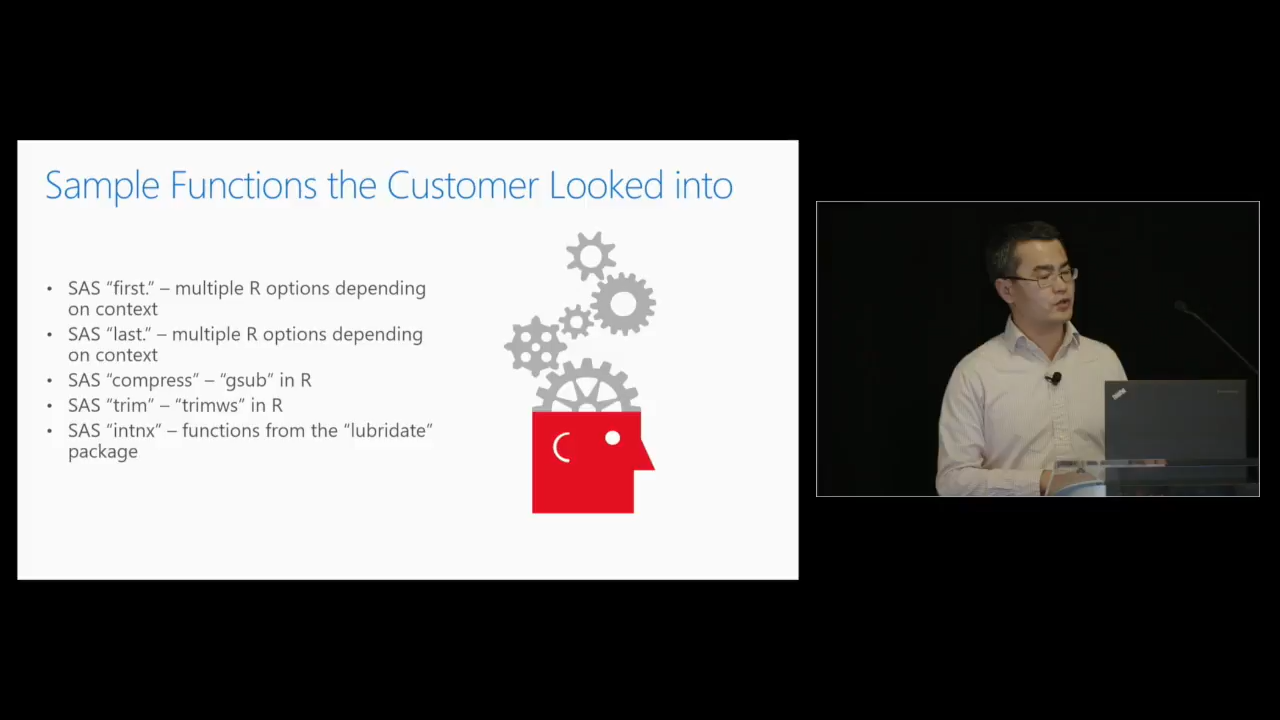 Sample Functions the Customer Looked into
• SAS “first.” – multiple R options depending
on context
• SAS “last.” – multiple R options depending
on context
• SAS “compress” – “gsub” in R
• SAS “trim” – “trimws” in R
• SAS “intnx” – functions from the “lubridate”
package